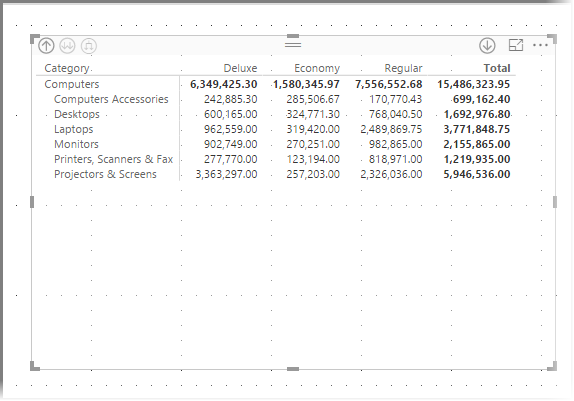 Category Deluxe Economy Regular Total
Computers 6,349,425.30 1,580,345.97 7,556,552.68 15,486,323.95
Computers Accessories 242,885.30 285,506.67 170,770.43 699,162.40
Desktops 600,165.00 324,771.30 768,040.50 1,692,976.80
Laptops 962,559.00 319,420.00 2,489,869.75 3,771,848.75
Monitors 902,749.00 270,251.00 982,865.00 2,155,865.00
Printers, Scanners & Fax 277,770.00 123,194.00 818,971.00 1,219,935.00
Projectors & Screens 3,363,297.00 257,203.00 2,326,036.00 5,946,536.00